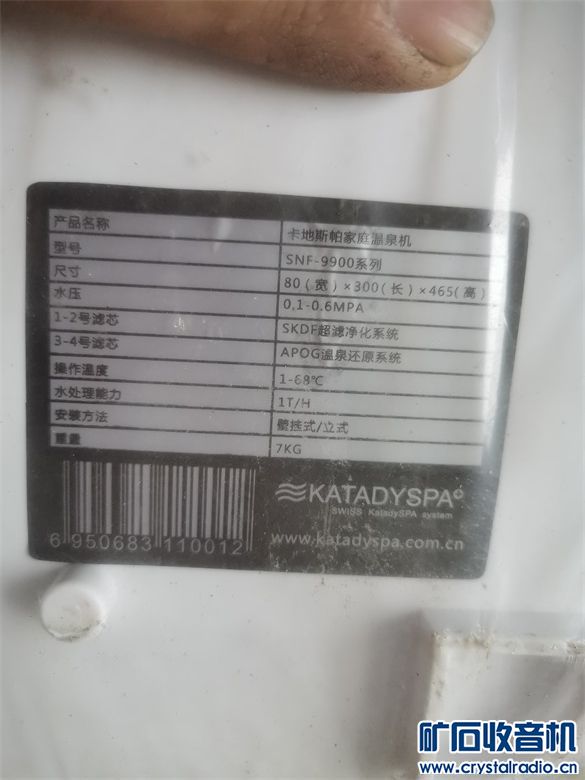 产品名称 卡地斯帕家庭温泉机
型号 SNF-9900系列
尺寸 80(宽)×300(长)×465(高)
水压 0,1-0.6MPA
1-2号滤芯 SKDF超滤净化系统
3-4号滤芯 APOG温泉还原系统
操作温度 1-68℃
水处理能力 1T/H
安装方法 壁挂式/立式
重量 7KG
KATADYSPA
SWISS KatadySPA system
6 950683 110012
www.katadyspa.com.cn
矿石收音机
www.crystalradio.cn